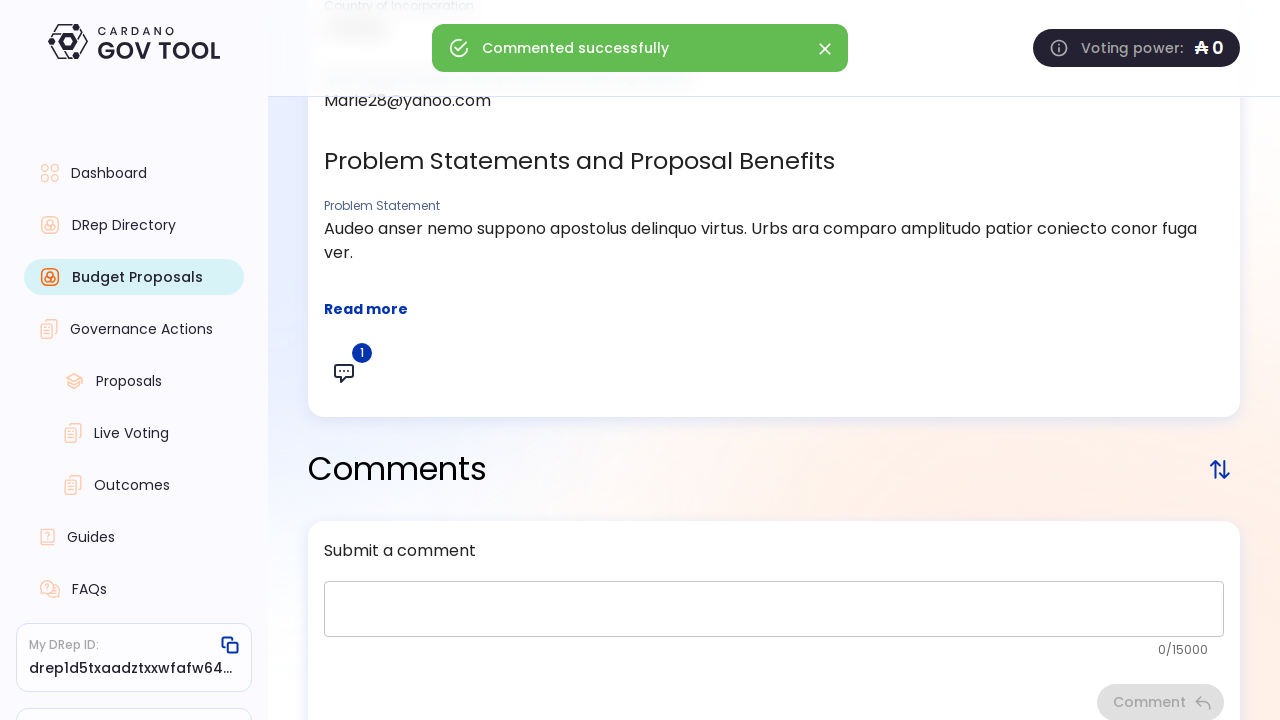 CARDANO
GOV TOOL
Country of Incorporation
Commented successfully
Voting power: ₳ 0
Marie28@yahoo.com
Problem Statements and Proposal Benefits
Problem Statement
Audeo anser nemo suppono apostolus delinquo virtus. Urbs ara comparo amplitudo patior coniecto conor fuga
ver.
Read more
1
Comments
Submit a comment
0/15000
Comment
Dashboard
DRep Directory
Budget Proposals
Governance Actions
Proposals
Live Voting
Outcomes
Guides
FAQs
My DRep ID:
drep1d5txaadztxxwfafw64...